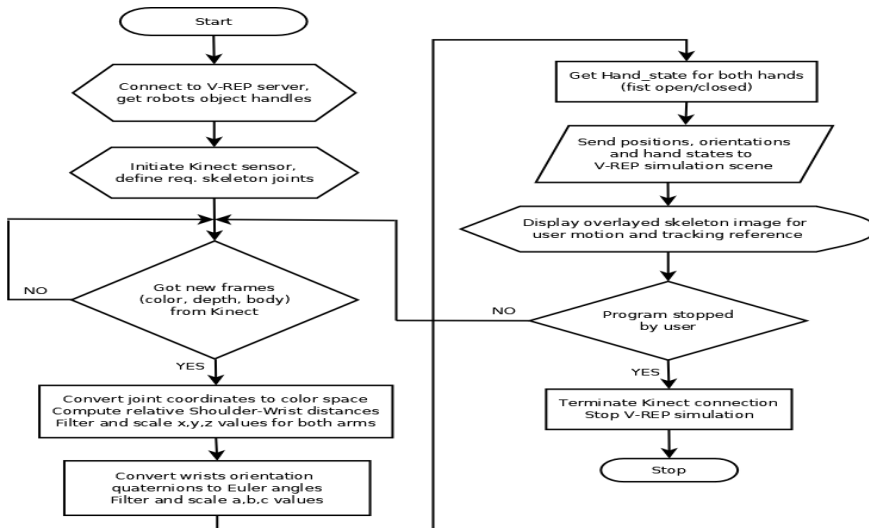 Start
Connect to V-REP server,
get robots object handles
Initiate Kinect sensor,
define req. skeleton joints
Got new frames
(color, depth, body)
from Kinect
NO
YES
Convert joint coordinates to color space
Compute relative Shoulder-Wrist distances
Filter and scale x,y,z values for both arms
Convert wrists orientation
quaternions to Euler angles
Filter and scale a,b,c values
Get Hand_state for both hands
(fist open/closed)
Send positions, orientations
and hand states to
V-REP simulation scene
Display overlayed skeleton image for
user motion and tracking reference
Program stopped
by user
NO
YES
Terminate Kinect connection
Stop V-REP simulation
Stop